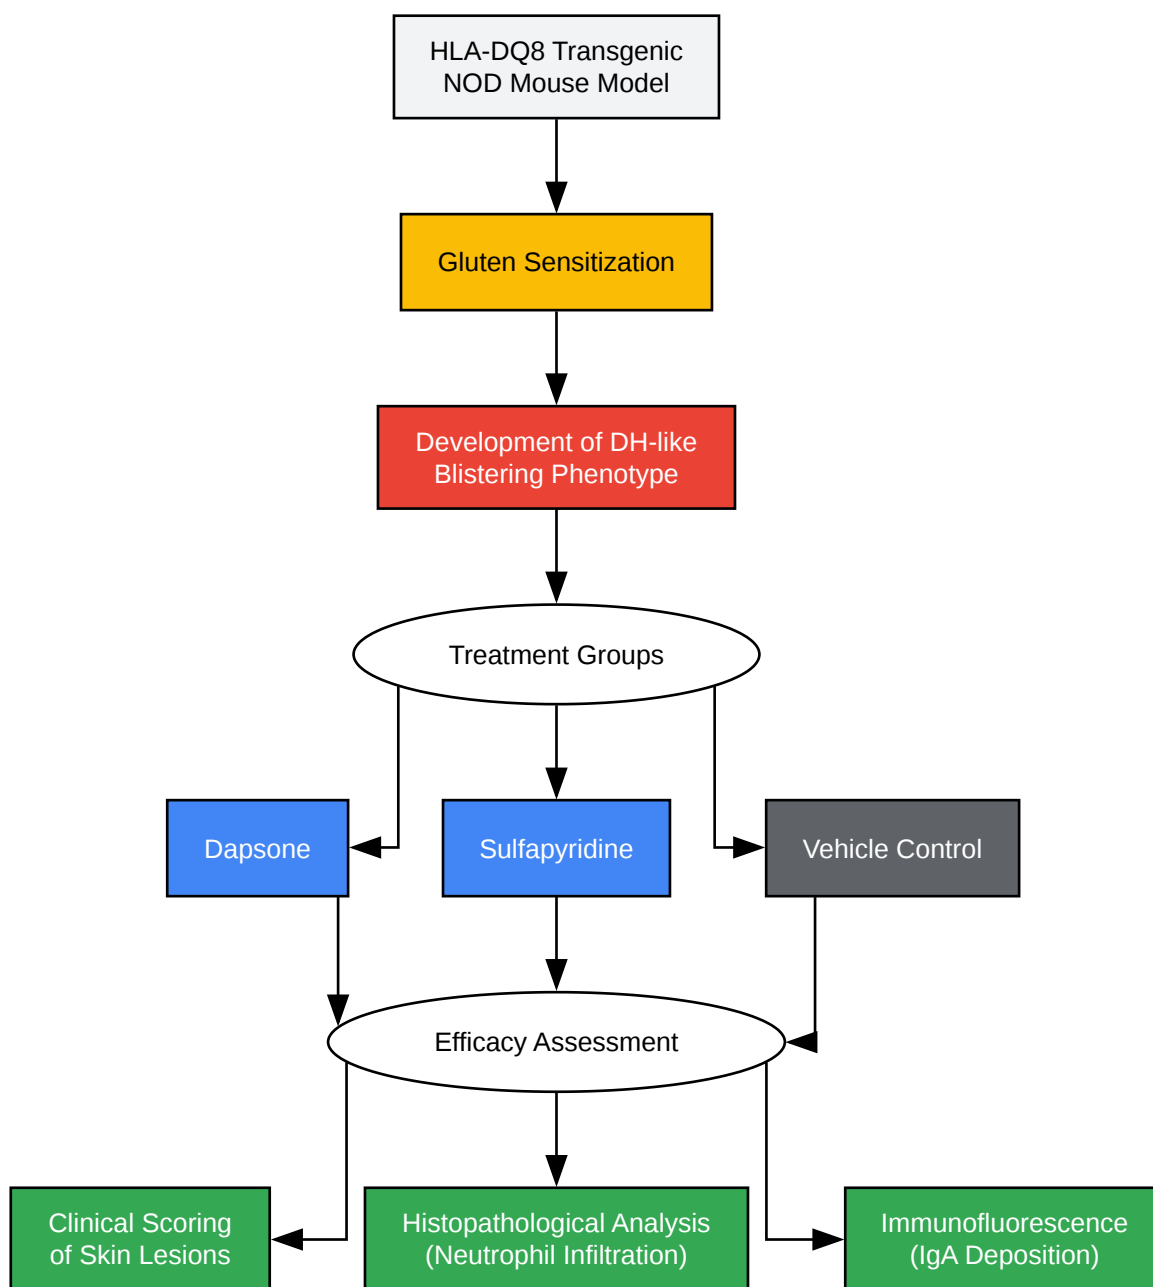 HLA-DQ8 Transgenic
NOD Mouse Model
Gluten Sensitization
Development of DH-like
Blistering Phenotype
Treatment Groups
Dapsone
Sulfapyridine
Vehicle Control
Efficacy Assessment
Clinical Scoring
of Skin Lesions
Histopathological Analysis
(Neutrophil Infiltration)
Immunofluorescence
(IgA Deposition)